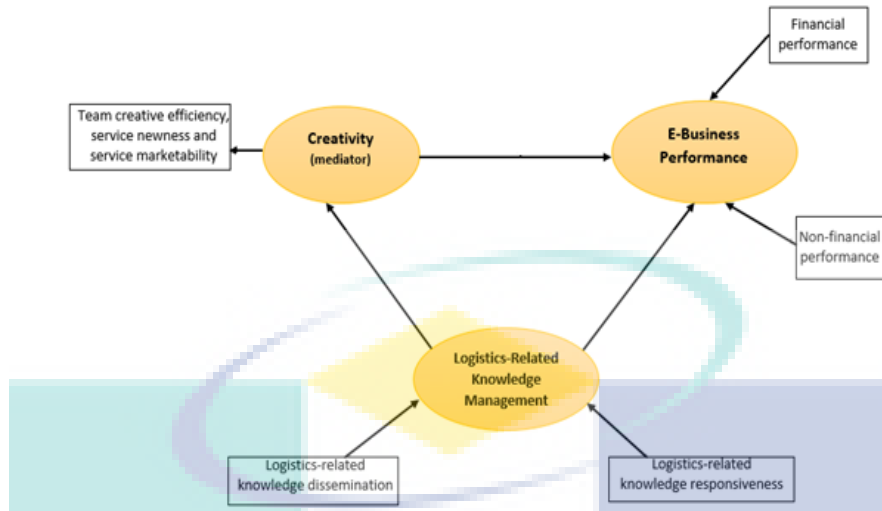 Financial
performance
Team creative efficiency,
service newness and
service marketability
Creativity
(mediator)
E-Business
Performance
Non-financial
performance
Logistics-Related
Knowledge
Management
Logistics-related
knowledge dissemination
Logistics-related
knowledge responsiveness